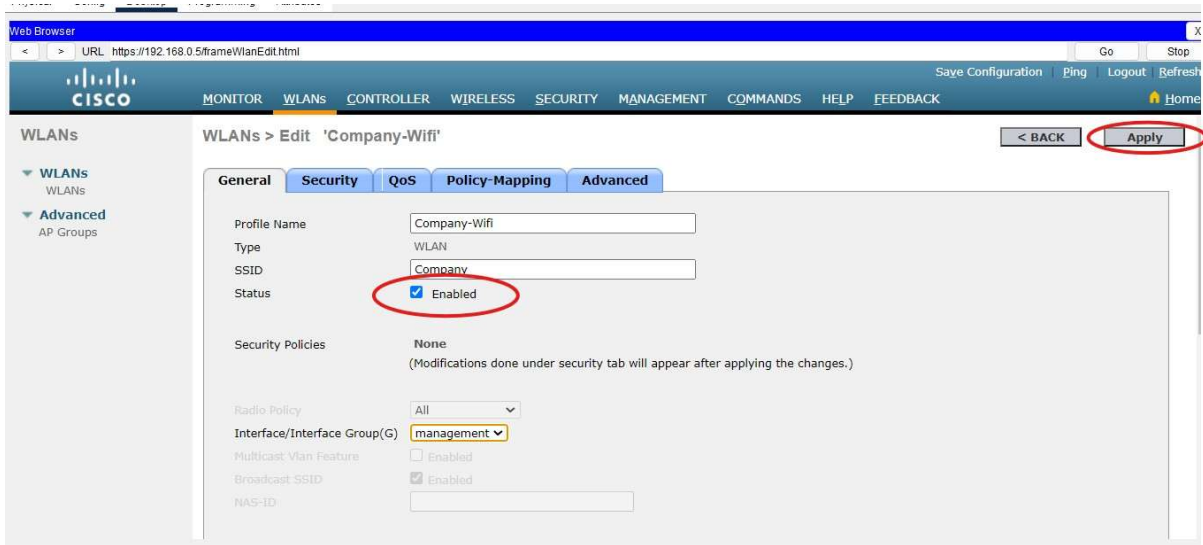 Web Browser X
< > URL https://192.168.0.5/frameWlanEdit.html Go Stop
Save Configuration Ping Logout Refresh
CISCO MONITOR WLANs CONTROLLER WIRELESS SECURITY MANAGEMENT COMMANDS HELP FEEDBACK Home
WLANs
WLANs
WLANs
Advanced
AP Groups
WLANs > Edit 'Company-Wifi' < BACK Apply
General Security QoS Policy-Mapping Advanced
Profile Name Company-Wifi
Type WLAN
SSID Company
Status Enabled
Security Policies None
(Modifications done under security tab will appear after applying the changes.)
Radio Policy All
Interface/Interface Group(G) management
Multicast Vlan Feature Enabled
Broadcast SSID Enabled
NAS-ID